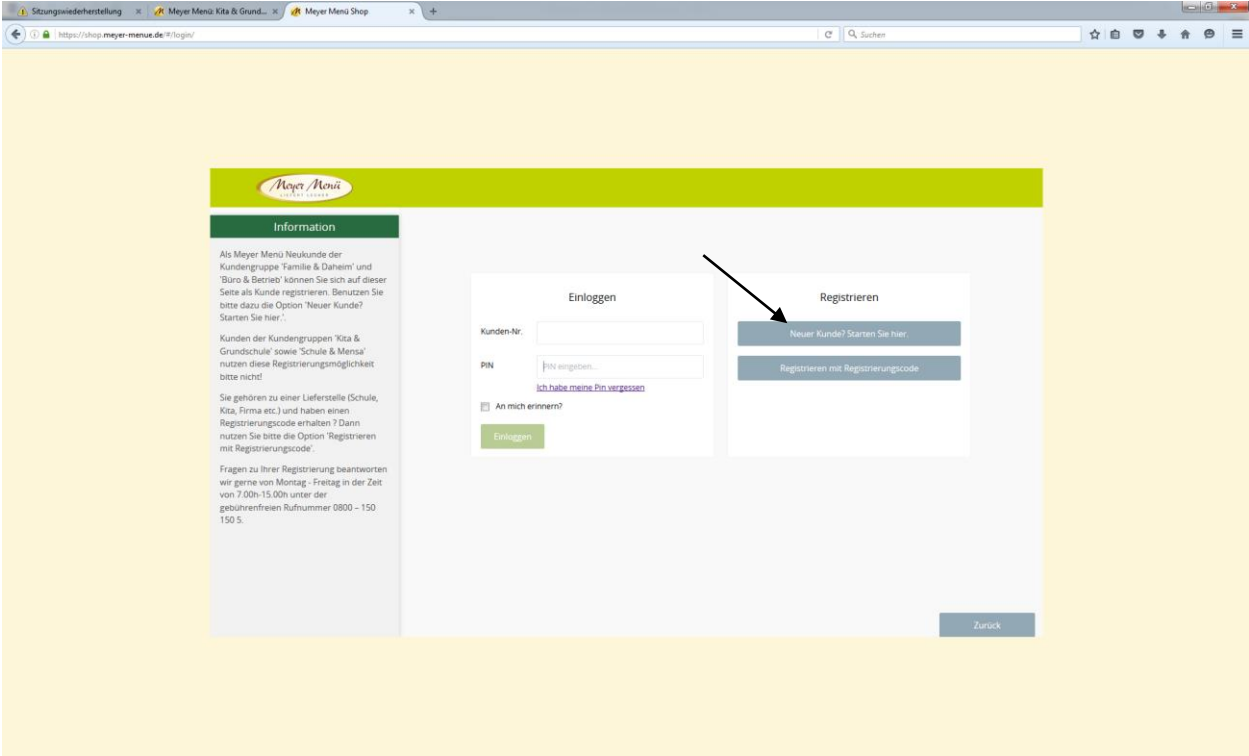 Sitzungswiederherstellung
Meyer Menü: Kita & Grund...
Meyer Menü Shop
https://shop.meyer-menue.de/#/login/
Suchen
Meyer Menü
LIEFERT LECKER
Information
Als Meyer Menü Neukunde der
Kundengruppe 'Familie & Daheim' und
'Büro & Betrieb' können Sie sich auf dieser
Seite als Kunde registrieren. Benutzen Sie
bitte dazu die Option 'Neuer Kunde?
Starten Sie hier.'.
Kunden der Kundengruppen 'Kita &
Grundschule' sowie 'Schule & Mensa'
nutzen diese Registrierungsmöglichkeit
bitte nicht!
Sie gehören zu einer Lieferstelle (Schule,
Kita, Firma etc.) und haben einen
Registrierungscode erhalten ? Dann
nutzen Sie bitte die Option 'Registrieren
mit Registrierungscode'.
Fragen zu Ihrer Registrierung beantworten
wir gerne von Montag - Freitag in der Zeit
von 7.00h-15.00h unter der
gebührenfreien Rufnummer 0800 – 150
150 5.
Einloggen
Kunden-Nr.
PIN
PIN eingeben...
Ich habe meine Pin vergessen
An mich erinnern?
Einloggen
Registrieren
Neuer Kunde? Starten Sie hier.
Registrieren mit Registrierungscode
Zurück